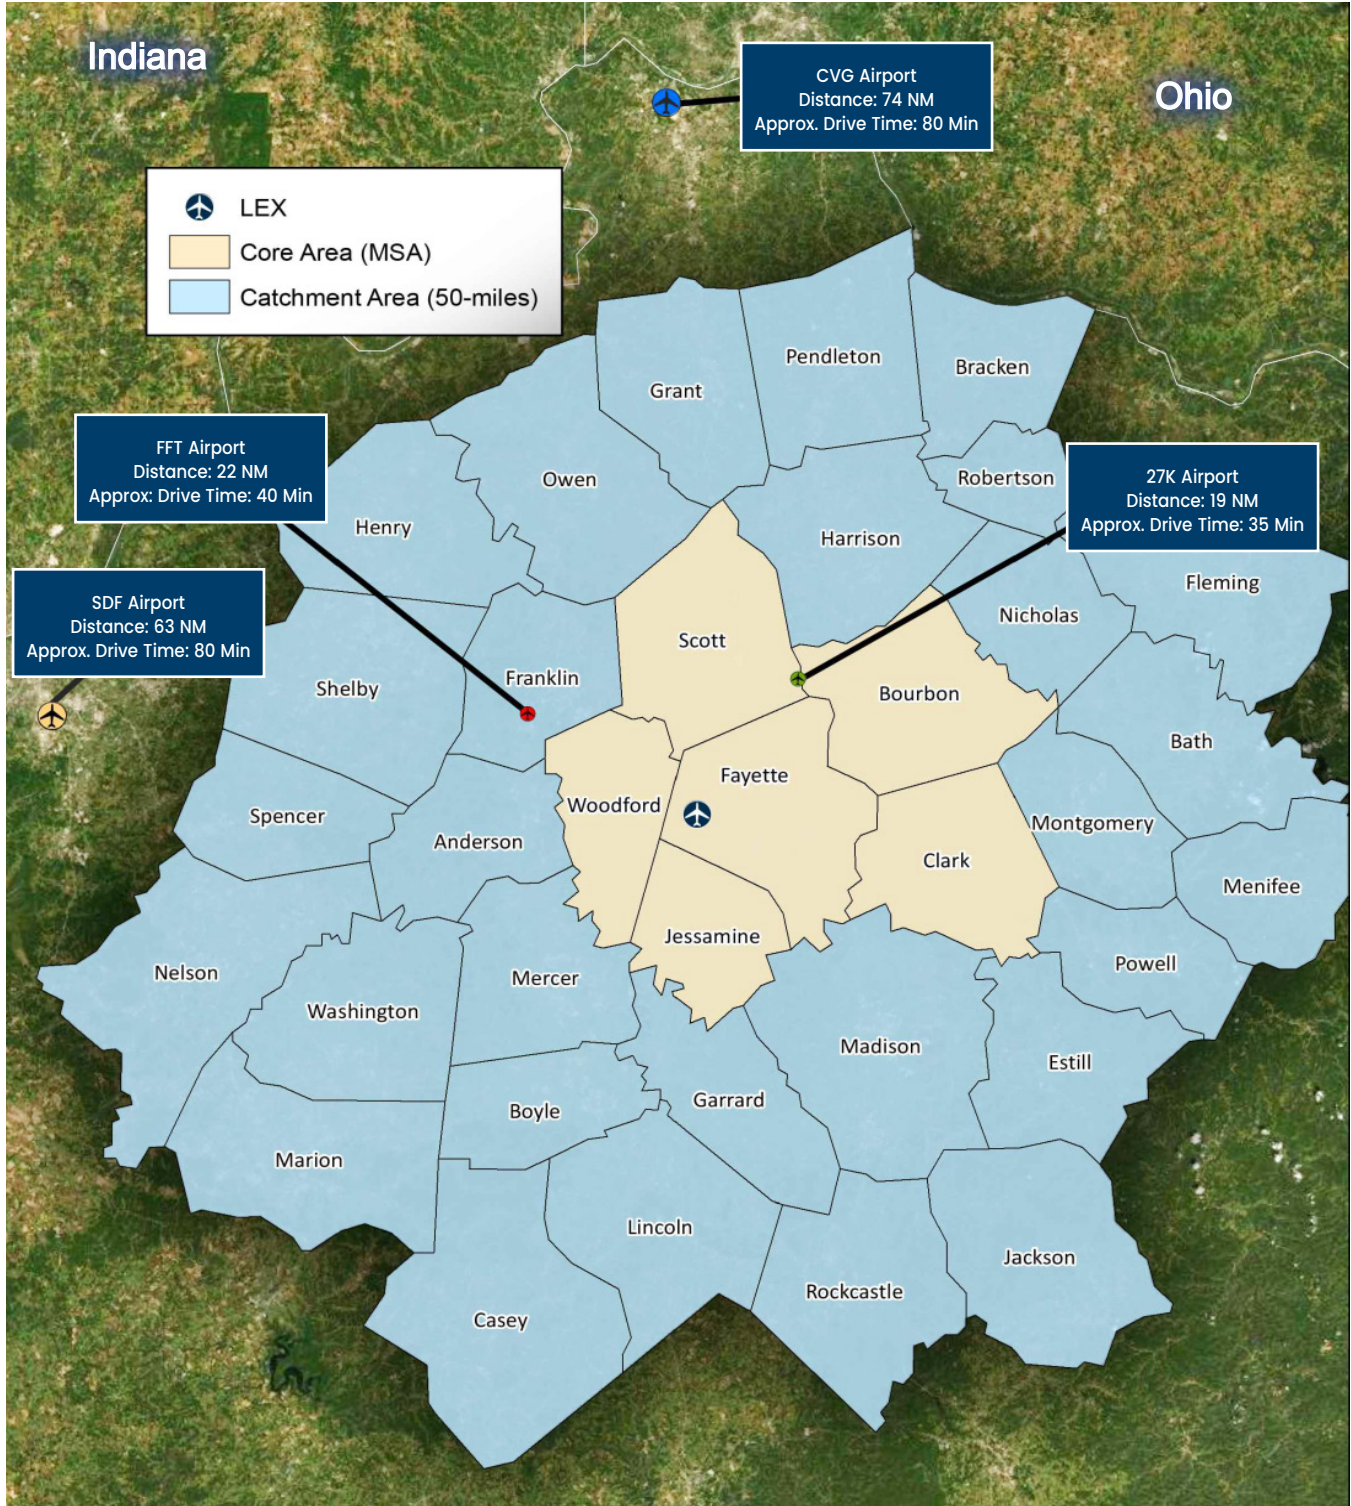 Indiana
Ohio
CVG Airport
Distance: 74 NM
Approx. Drive Time: 80 Min
LEX
Core Area (MSA)
Catchment Area (50-miles)
FFT Airport
Distance: 22 NM
Approx: Drive Time: 40 Min
27K Airport
Distance: 19 NM
Approx. Drive Time: 35 Min
SDF Airport
Distance: 63 NM
Approx. Drive Time: 80 Min
Pendleton
Bracken
Grant
Owen
Robertson
Henry
Harrison
Fleming
Nicholas
Scott
Franklin
Shelby
Bourbon
Bath
Fayette
Woodford
Spencer
Montgomery
Anderson
Clark
Menifee
Jessamine
Powell
Nelson
Mercer
Washington
Madison
Estill
Garrard
Boyle
Marion
Lincoln
Jackson
Rockcastle
Casey